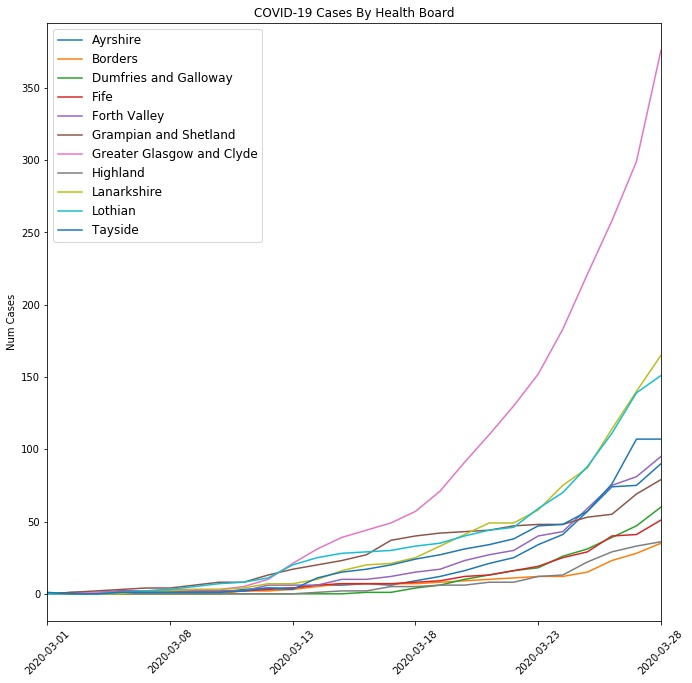 COVID-19 Cases By Health Board
Ayrshire
Borders
Dumfries and Galloway
Fife
Forth Valley
Grampian and Shetland
Greater Glasgow and Clyde
Highland
Lanarkshire
Lothian
Tayside
Num Cases
350
300
250
200
150
100
50
0
2020-03-01
2020-03-08
2020-03-13
2020-03-18
2020-03-23
2020-03-28